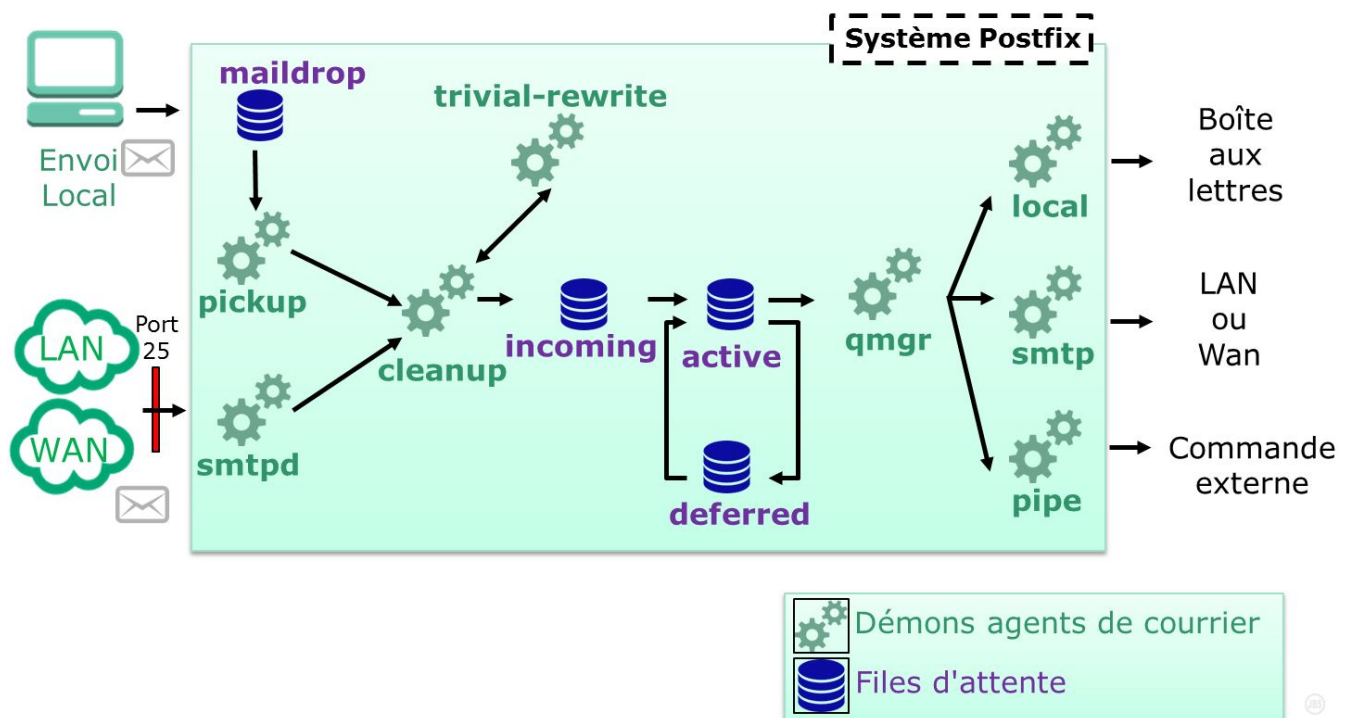 Système Postfix
maildrop
trivial-rewrite
Envoi
Local
Boîte
aux
lettres
local
pickup
Port
25
LAN
WAN
cleanup
incoming
active
qmgr
smtp
LAN
ou
Wan
smtpd
deferred
pipe
Commande
externe
Démons agents de courrier
Files d'attente